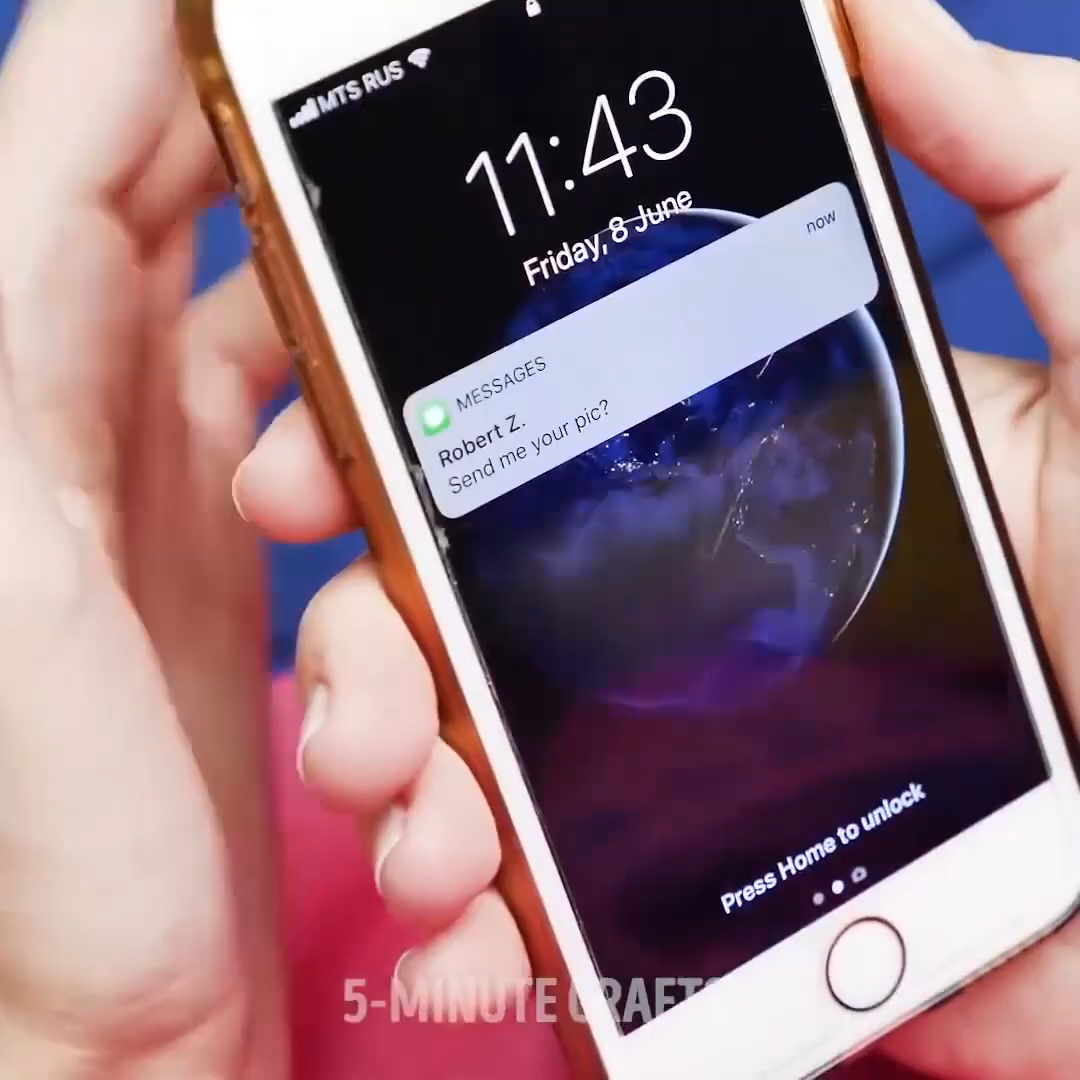 MTS RUS
11:43
Friday, 8 June
now
MESSAGES
Robert Z.
Send me your pic?
Press Home to unlock
5-MINUTE CRAFTS